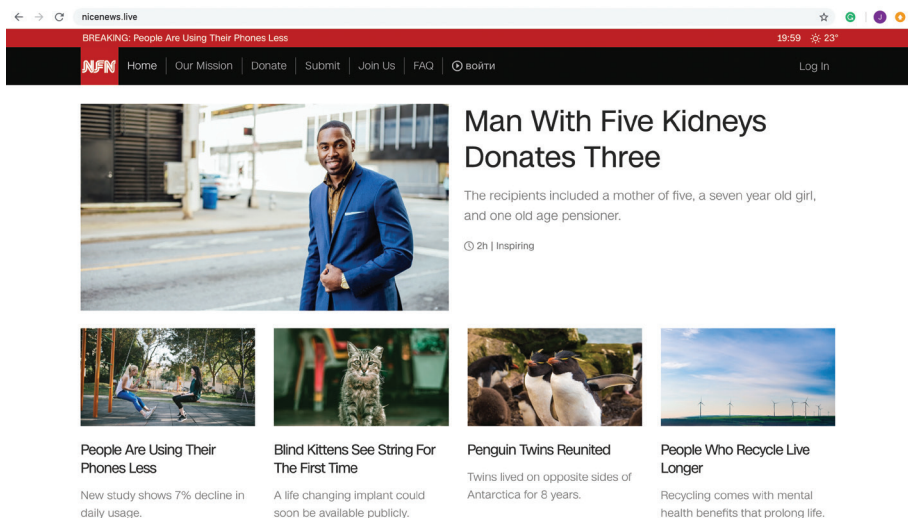 nicenews.live
BREAKING: People Are Using Their Phones Less
19:59 23°
NFN
Home Our Mission Donate Submit Join Us FAQ войти Log In
Man With Five Kidneys
Donates Three
The recipients included a mother of five, a seven year old girl,
and one old age pensioner.
2h | Inspiring
People Are Using Their
Phones Less
New study shows 7% decline in
daily usage.
Blind Kittens See String For
The First Time
A life changing implant could
soon be available publicly.
Penguin Twins Reunited
Twins lived on opposite sides of
Antarctica for 8 years.
People Who Recycle Live
Longer
Recycling comes with mental
health benefits that prolong life.